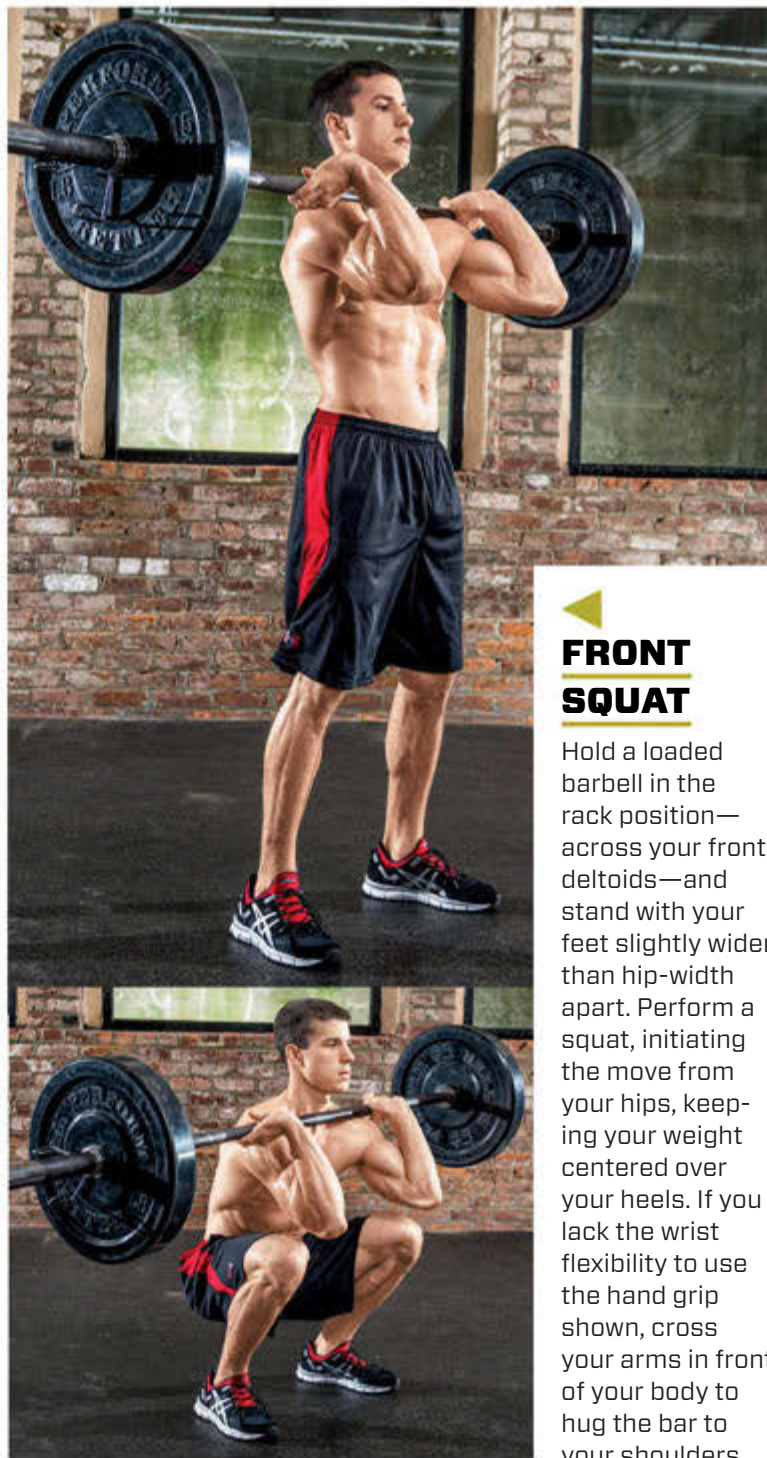 FRONT
SQUAT
Hold a loaded
barbell in the
rack position—
across your front
deltoids—and
stand with your
feet slightly wider
than hip-width
apart. Perform a
squat, initiating
the move from
your hips, keep-
ing your weight
centered over
your heels. If you
lack the wrist
flexibility to use
the hand grip
shown, cross
your arms in front
of your body to
hug the bar to
your shoulders